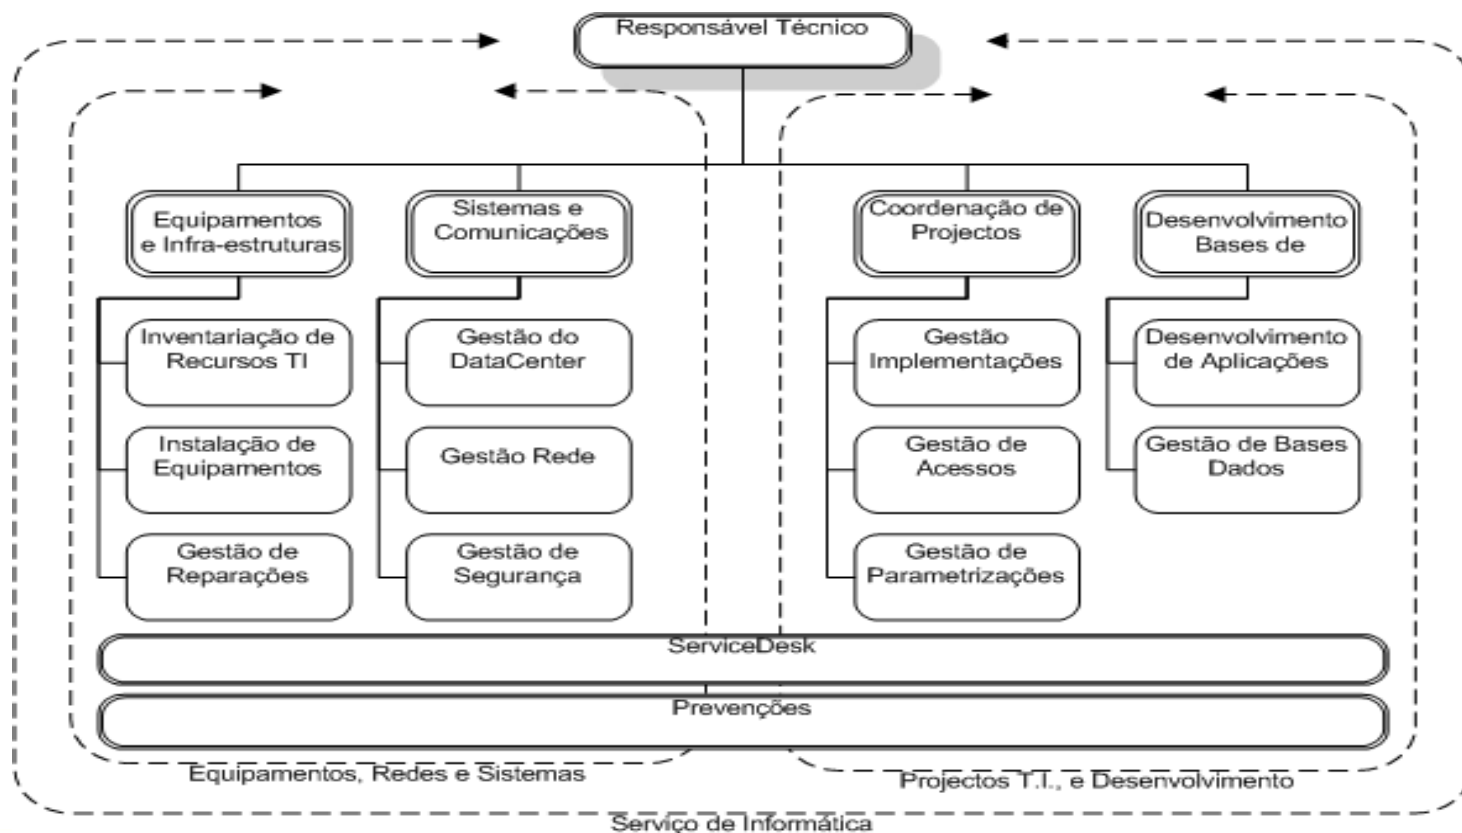 Responsável Técnico
Equipamentos
e Infra-estruturas
Sistemas e
Comunicações
Coordenação de
Projectos
Desenvolvimento
Bases de
Inventariação de
Recursos TI
Gestão do
DataCenter
Gestão
Implementações
Desenvolvimento
de Aplicações
Instalação de
Equipamentos
Gestão Rede
Gestão de
Acessos
Gestão de Bases
Dados
Gestão de
Reparações
Gestão de
Segurança
Gestão de
Parametrizações
ServiceDesk
Prevenções
Equipamentos, Redes e Sistemas
Projectos T.I., e Desenvolvimento
Serviço de Informática